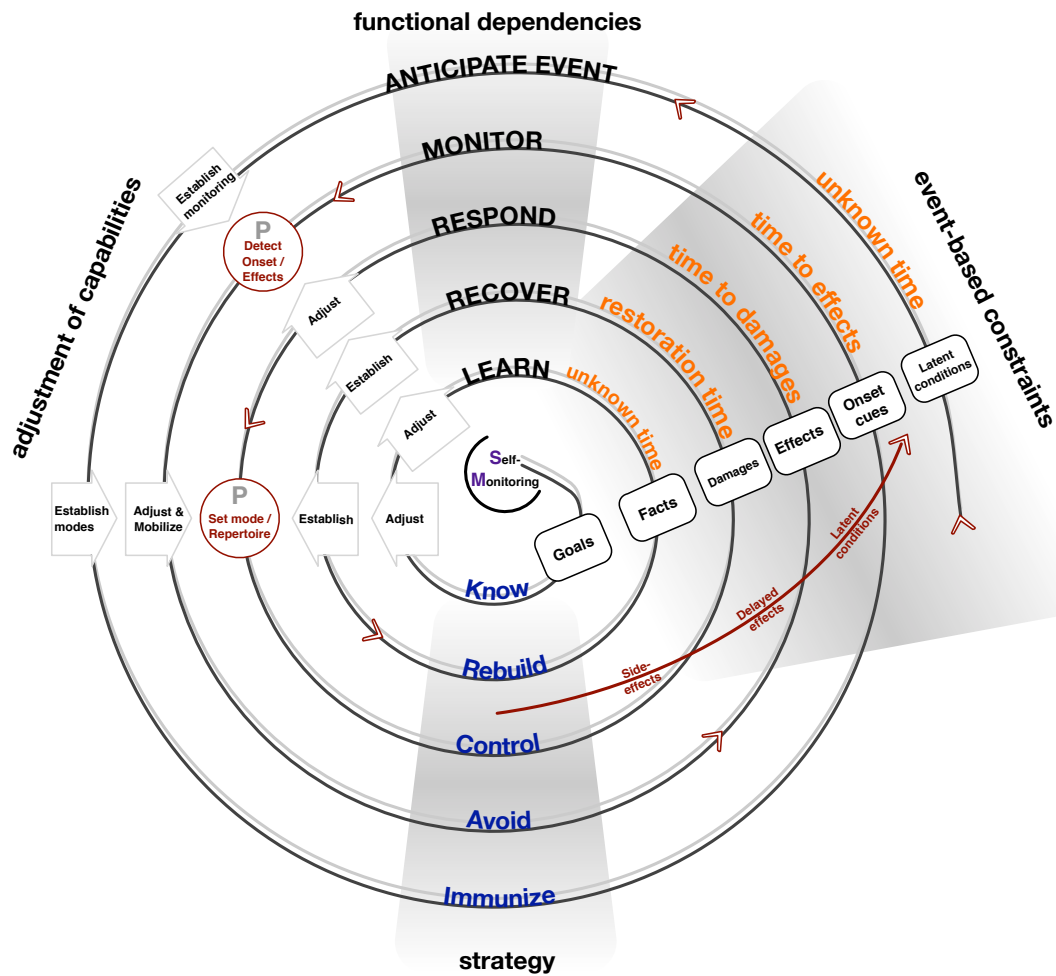 functional dependencies
ANTICIPATE EVENT
MONITOR
RESPOND
RECOVER
LEARN
adjustment of capabilities
Establish
monitoring
P
Detect
Onset /
Effects
Adjust
Establish
Adjust
unknown time
restoration time
time to damages
time to effects
unknown time
event-based constraints
Self-
Monitoring
Goals
Facts
Damages
Effects
Onset
cues
Latent
conditions
Establish
modes
Adjust &
Mobilize
P
Set mode /
Repertoire
Establish
Adjust
Latent
conditions
Delayed
effects
Side-
effects
Know
Rebuild
Control
Avoid
Immunize
strategy